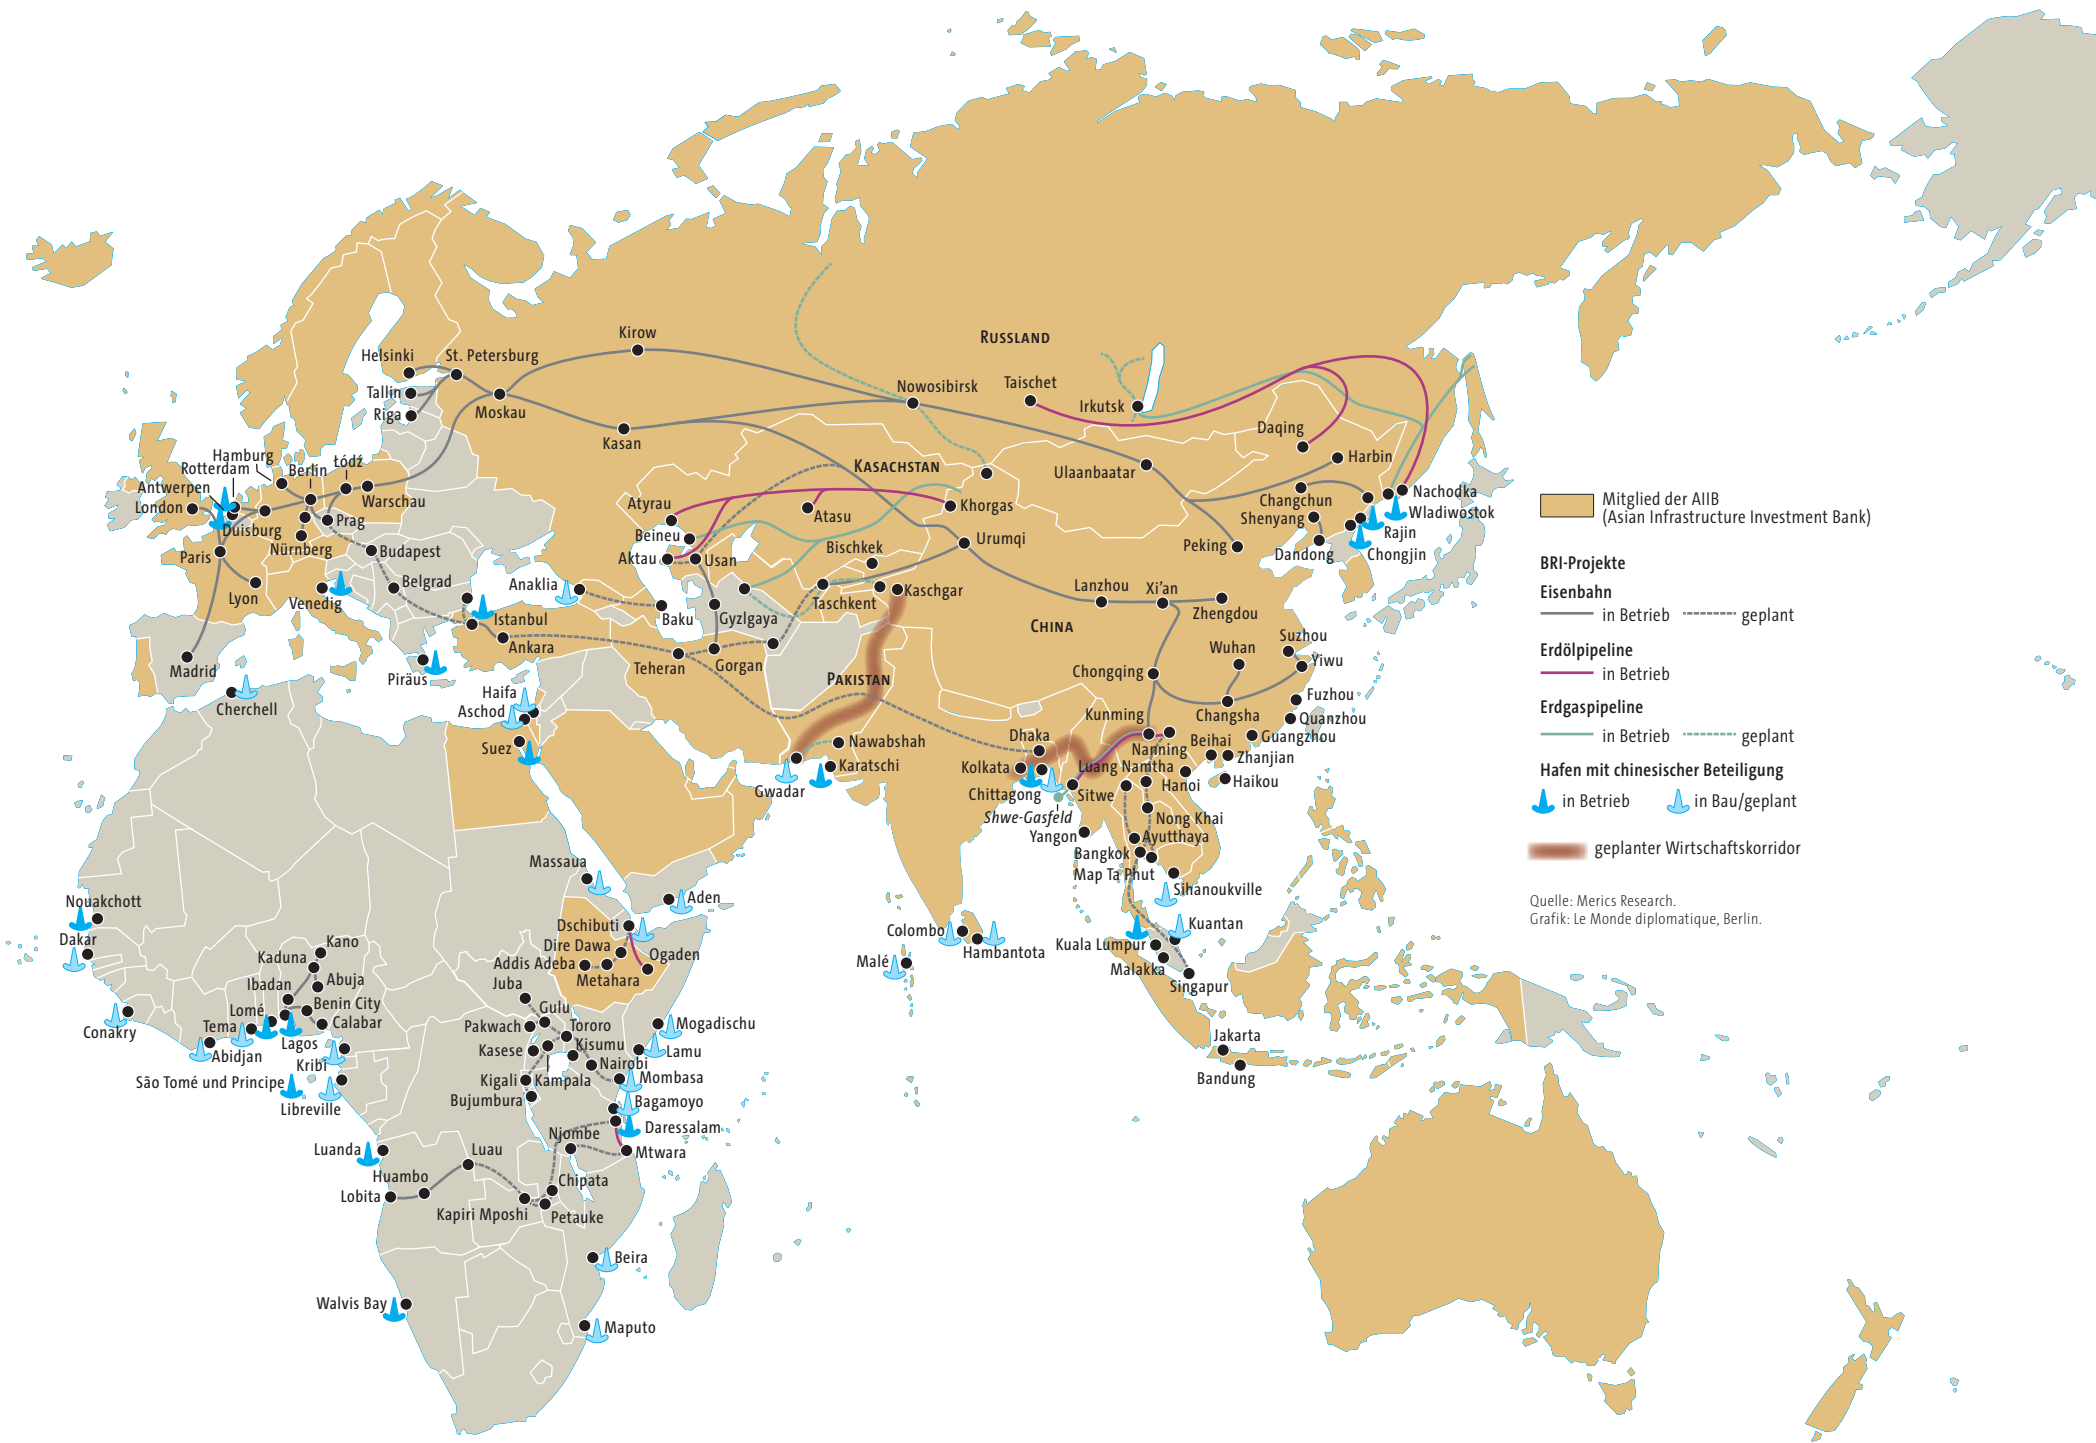 Kirow
RUSSLAND
Helsinki
St. Petersburg
Nowosibirsk
Taischet
Tallin
Moskau
Irkutsk
Riga
Kasan
Daqing
Hamburg
Rotterdam
Berlin
Łódź
KASACHSTAN
Ulaanbaatar
Harbin
Antwerpen
Warschau
London
Atyrau
Atasu
Khorgas
Changchun
Nachodka
Wladiwostok
Duisburg
Prag
Shenyang
Rajin
Beineu
Nürnberg
Budapest
Bischkek
Urumqi
Peking
Dandong
Chongjin
Paris
Aktau
Usan
Belgrad
Anaklia
Lyon
Venedig
Taschkent
Kaschgar
Lanzhou
Xi’an
Zhengdou
Istanbul
Baku
Gyzlgaya
CHINA
Ankara
Suzhou
Wuhan
Yiwu
Madrid
Teheran
Gorgan
Chongqing
Piräus
PAKISTAN
Haifa
Fuzhou
Cherchell
Aschod
Kunming
Changsha
Quanzhou
Guangzhou
Suez
Nawabshah
Dhaka
Nanning
Beihai
Zhanjian
Karatschi
Kolkata
Luang Namtha
Hanoi
Haikou
Gwadar
Chittagong
Sitwe
Shwe-Gasfeld
Nong Khai
Yangon
Ayutthaya
Bangkok
Map Ta Phut
Massaua
Sihanoukville
Aden
Nouakchott
Dschibuti
Kuantan
Colombo
Dakar
Kano
Dire Dawa
Kuala Lumpur
Hambantota
Kaduna
Ogaden
Addis Adeba
Malé
Malakka
Abuja
Metahara
Ibadan
Juba
Singapur
Benin City
Gulu
Lomé
Calabar
Pakwach
Tororo
Mogadischu
Tema
Conakry
Lagos
Kisumu
Jakarta
Abidjan
Kasese
Lamu
Kribi
Nairobi
São Tomé und Principe
Kigali
Kampala
Mombasa
Bandung
Libreville
Bujumbura
Bagamoyo
Daressalam
Njombe
Luanda
Luau
Mtwara
Huambo
Chipata
Lobita
Kapiri Mposhi
Petauke
Beira
Walvis Bay
Maputo
Mitglied der AIIB
(Asian Infrastructure Investment Bank)
BRI-Projekte
Eisenbahn
in Betrieb
geplant
Erdölpipeline
in Betrieb
Erdgaspipeline
in Betrieb
geplant
Hafen mit chinesischer Beteiligung
in Betrieb
in Bau/geplant
geplanter Wirtschaftskorridor
Quelle: Merics Research.
Grafik: Le Monde diplomatique, Berlin.